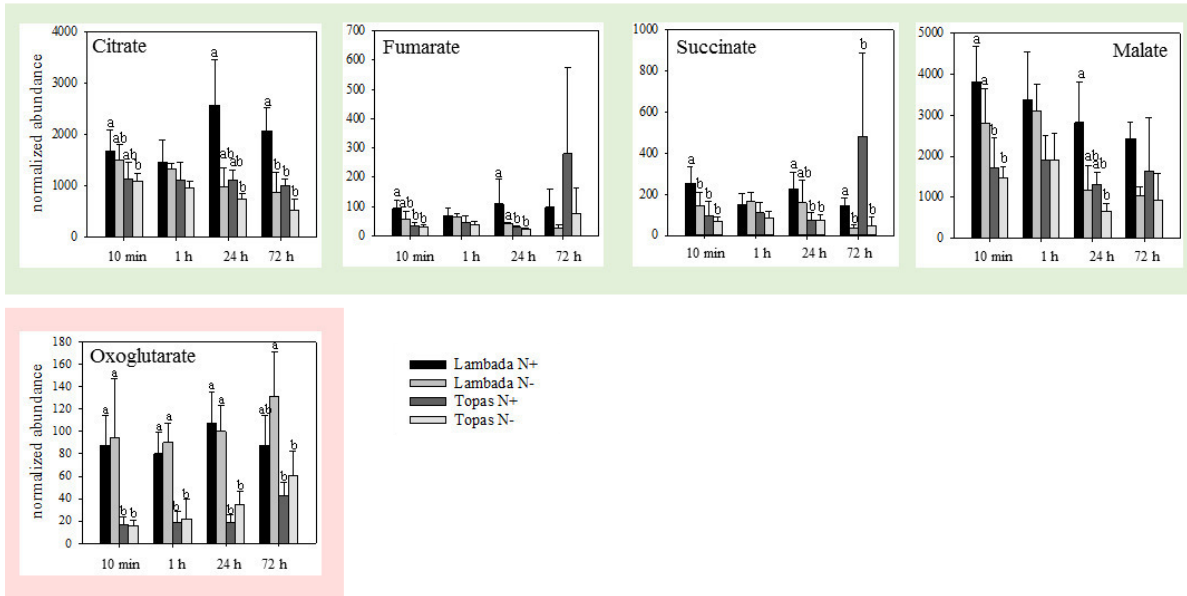 normalized abundance
Citrate
4000
3000
2000
1000
0
a
ab
ab
b
a
ab
ab
b
a
b
b
b
10 min 1 h 24 h 72 h
Fumarate
700
600
500
400
300
200
100
0
a
ab
b
b
a
ab
b
b
10 min 1 h 24 h 72 h
Succinate
1000
800
600
400
200
0
a
b
b
b
a
ab
b
b
a
b
b
b
10 min 1 h 24 h 72 h
Malate
5000
4000
3000
2000
1000
0
a
a
b
b
a
ab
ab
b
10 min 1 h 24 h 72 h
normalized abundance
Oxoglutarate
180
160
140
120
100
80
60
40
20
0
a
a
b
b
a
a
b
b
a
a
b
b
ab
a
b
b
10 min 1 h 24 h 72 h
Lambada N+
Lambada N-
Topas N+
Topas N-